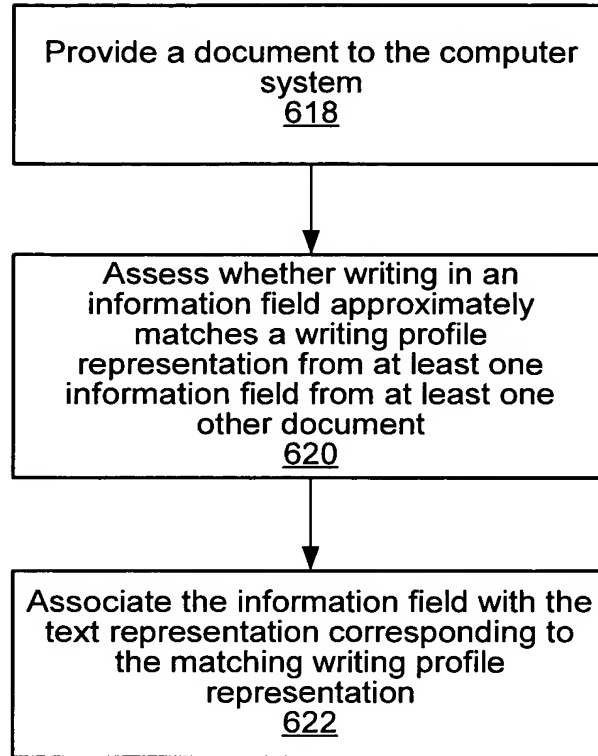 Provide a document to the computer
system
618
Assess whether writing in an
information field approximately
matches a writing profile
representation from at least one
information field from at least one
other document
620
Associate the information field with the
text representation corresponding to
the matching writing profile
representation
622